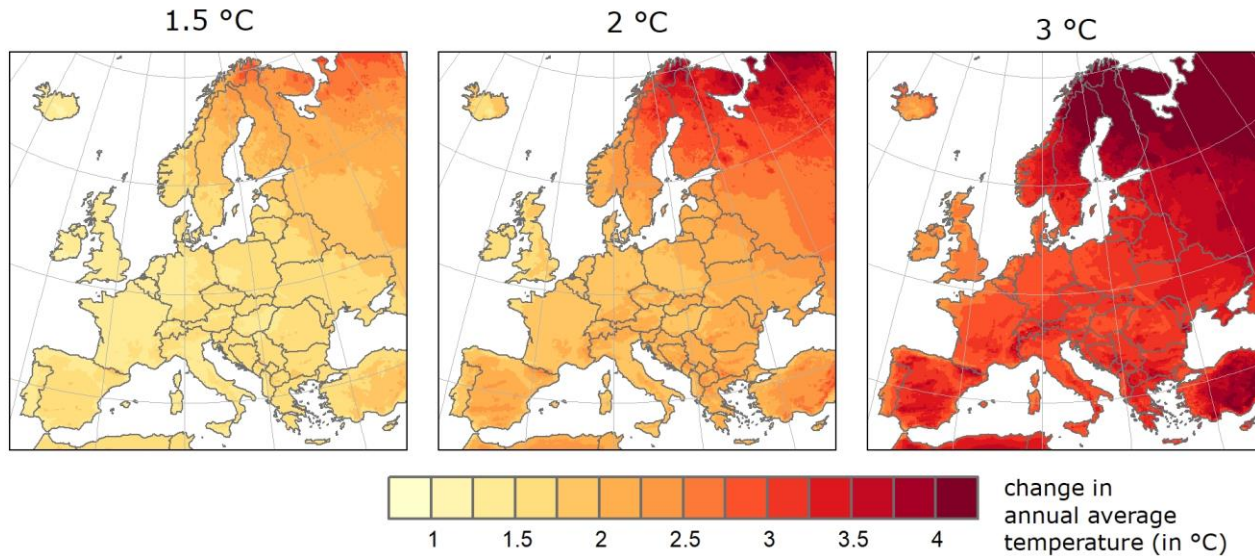 1.5 °C
2 °C
3 °C
1 1.5 2 2.5 3 3.5 4
change in
annual average
temperature (in °C)